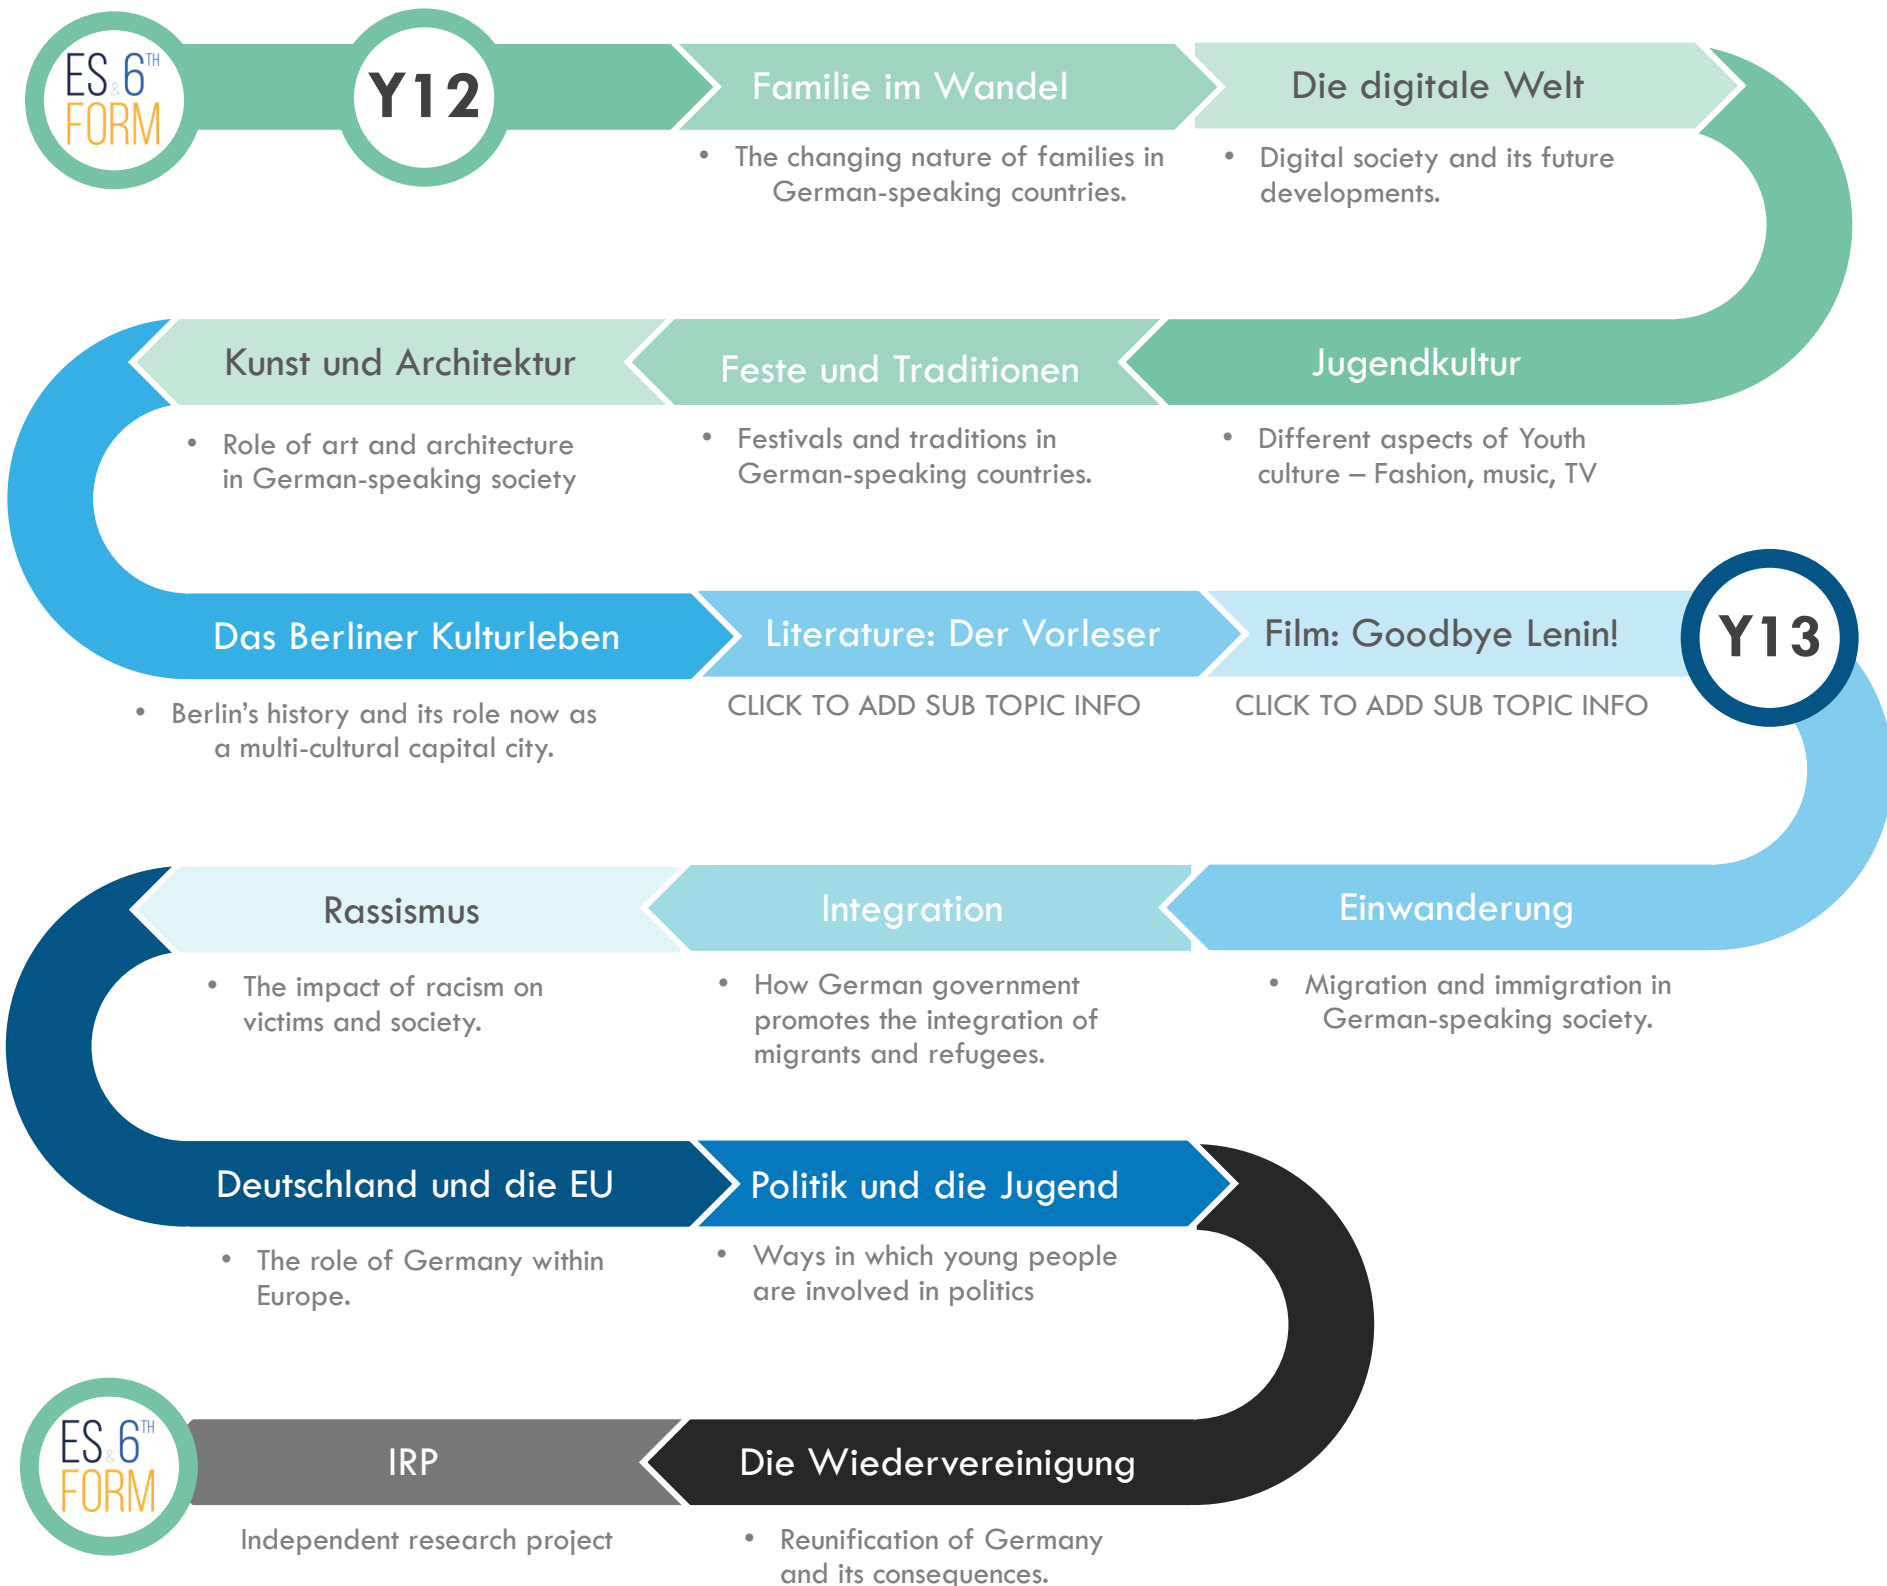 ES&6TH
FORM
Y12
Familie im Wandel
• The changing nature of families in
German-speaking countries.
Die digitale Welt
• Digital society and its future
developments.
Jugendkultur
• Different aspects of Youth
culture – Fashion, music, TV
Feste und Traditionen
• Festivals and traditions in
German-speaking countries.
Kunst und Architektur
• Role of art and architecture
in German-speaking society
Das Berliner Kulturleben
• Berlin’s history and its role now as
a multi-cultural capital city.
Literature: Der Vorleser
CLICK TO ADD SUB TOPIC INFO
Film: Goodbye Lenin!
CLICK TO ADD SUB TOPIC INFO
Y13
Einwanderung
• Migration and immigration in
German-speaking society.
Integration
• How German government
promotes the integration of
migrants and refugees.
Rassismus
• The impact of racism on
victims and society.
Deutschland und die EU
• The role of Germany within
Europe.
Politik und die Jugend
• Ways in which young people
are involved in politics
Die Wiedervereinigung
• Reunification of Germany
and its consequences.
IRP
Independent research project
ES&6TH
FORM